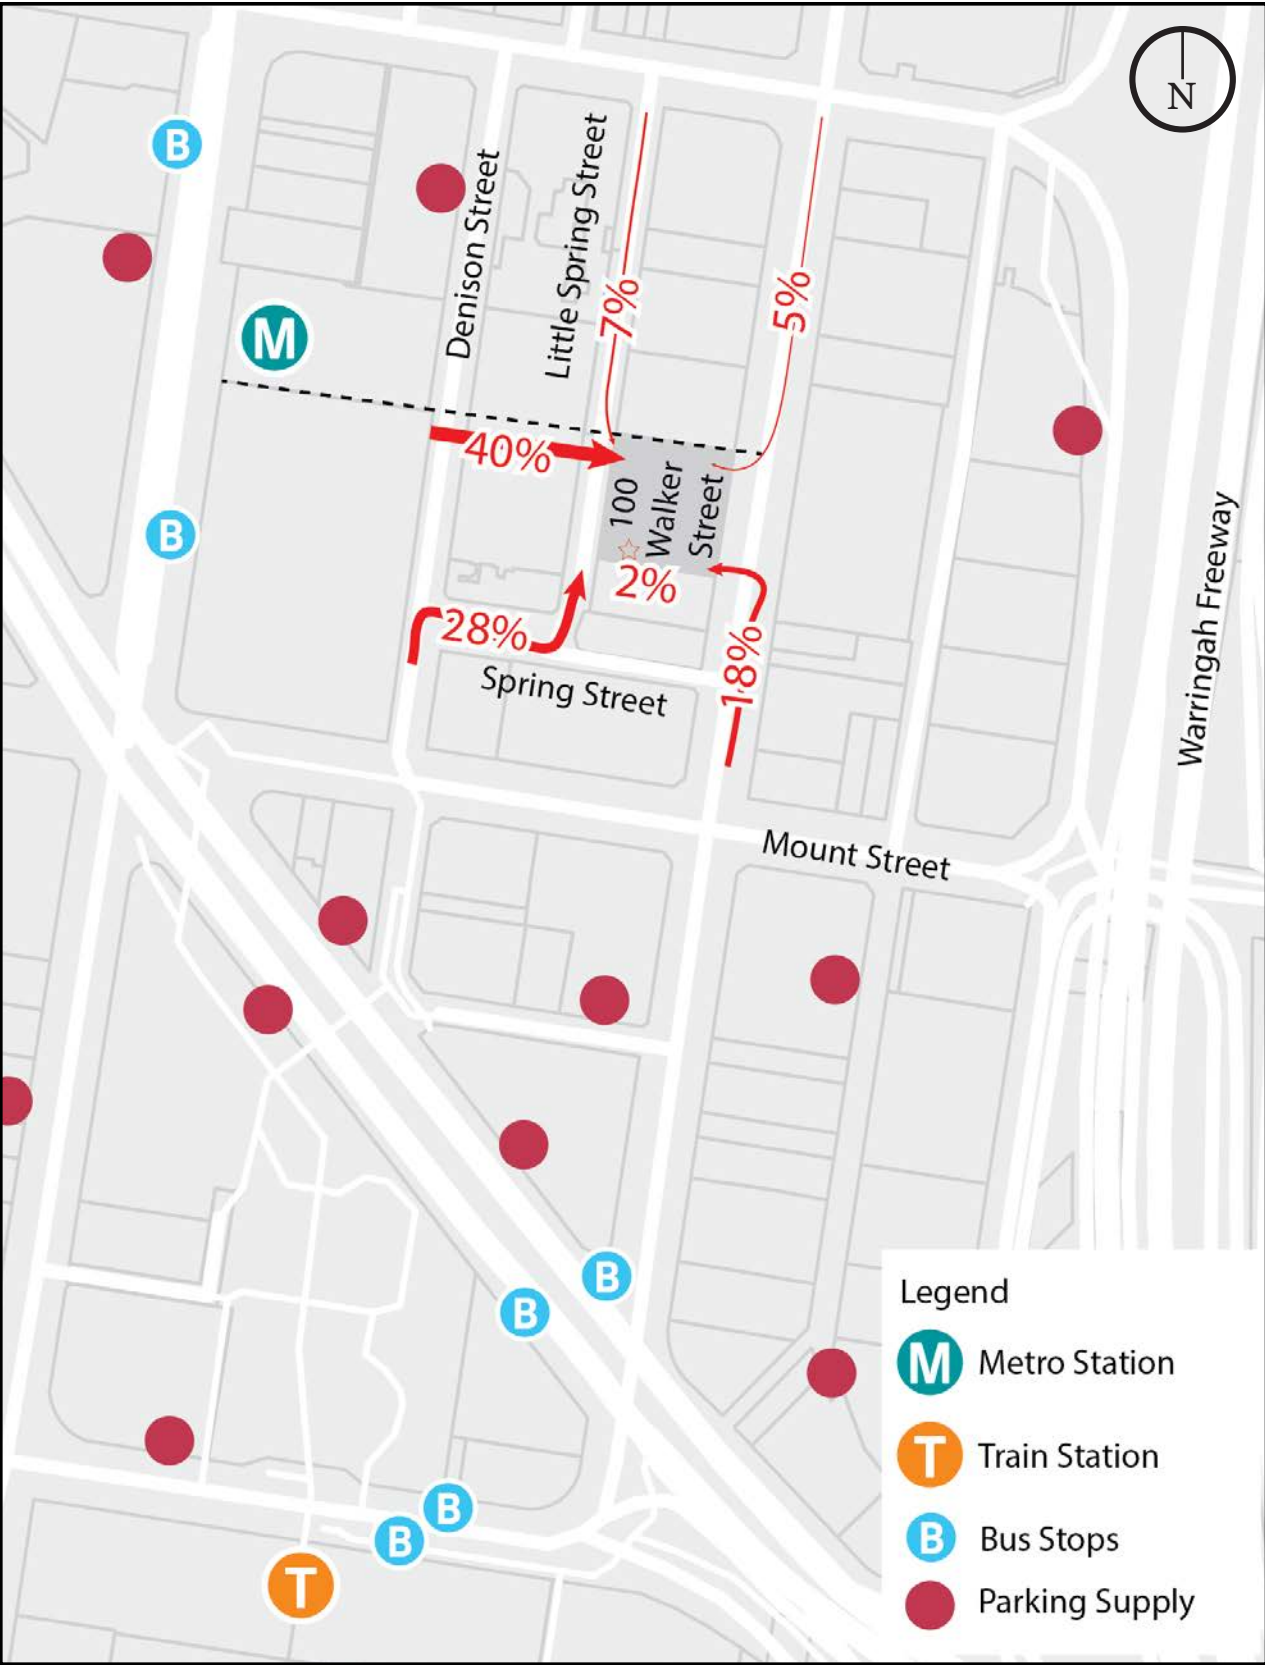 N
B
Denison Street
Little Spring Street
7%
5%
M
40%
100
Walker
Street
B
2%
28%
18%
Spring Street
Warringah Freeway
Mount Street
B
B
B
B
T
Legend
M Metro Station
T Train Station
B Bus Stops
Parking Supply